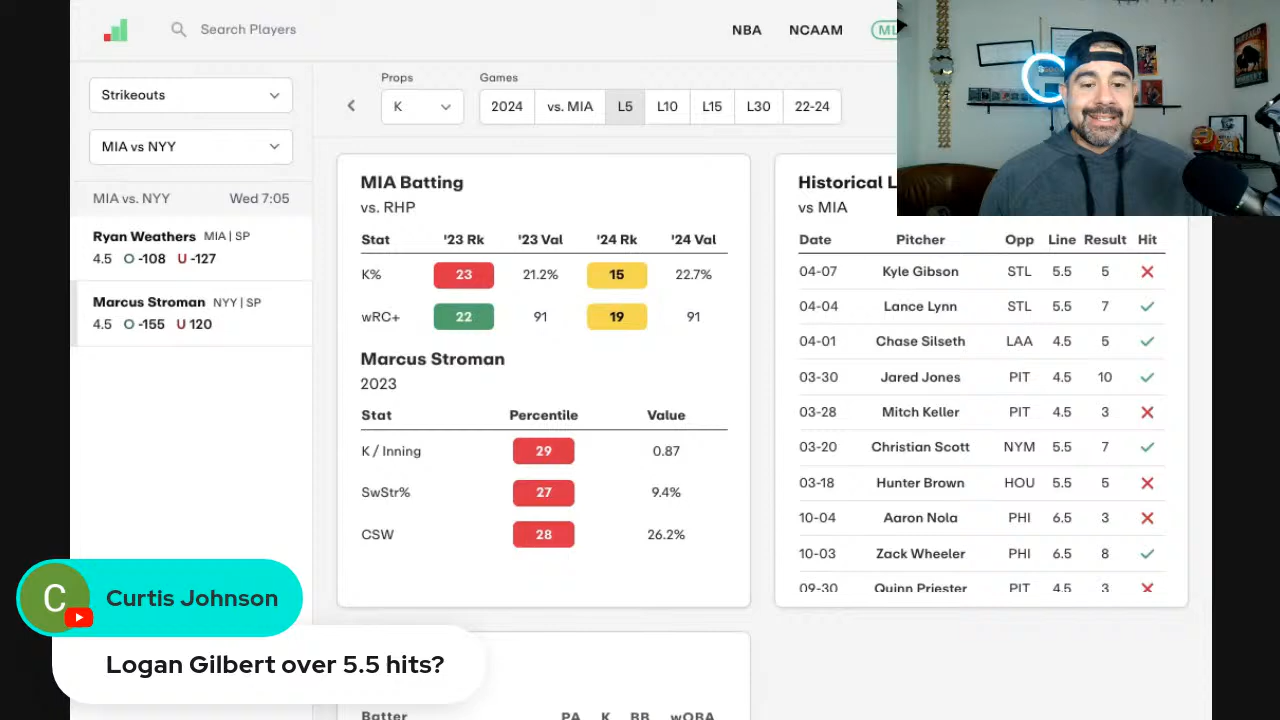 Search Players
NBA
NCAAM
Strikeouts
MIA vs NYY
MIA vs. NYY Wed 7:05
Ryan Weathers MIA | SP
4.5 O -108 U -127
Marcus Stroman NYY | SP
4.5 O -155 U 120
Props
K
Games
2024 vs. MIA L5 L10 L15 L30 22-24
MIA Batting
vs. RHP
Stat '23 Rk '23 Val '24 Rk '24 Val
K% 23 21.2% 15 22.7%
wRC+ 22 91 19 91
Marcus Stroman
2023
Stat Percentile Value
K / Inning 29 0.87
SwStr% 27 9.4%
CSW 28 26.2%
Historical L
vs MIA
Date Pitcher Opp Line Result Hit
04-07 Kyle Gibson STL 5.5 5
04-04 Lance Lynn STL 5.5 7
04-01 Chase Silseth LAA 4.5 5
03-30 Jared Jones PIT 4.5 10
03-28 Mitch Keller PIT 4.5 3
03-20 Christian Scott NYM 5.5 7
03-18 Hunter Brown HOU 5.5 5
10-04 Aaron Nola PHI 6.5 3
10-03 Zack Wheeler PHI 6.5 8
09-30 Quinn Priester PIT 4.5 3
Batter PA K BB wOBA
C
Curtis Johnson
Logan Gilbert over 5.5 hits?